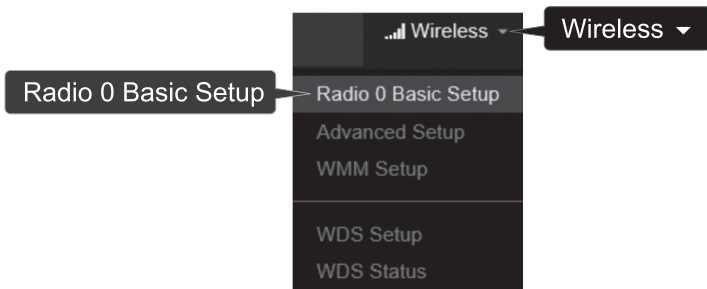 Wireless
Wireless
Radio 0 Basic Setup
Radio 0 Basic Setup
Advanced Setup
WMM Setup
WDS Setup
WDS Status